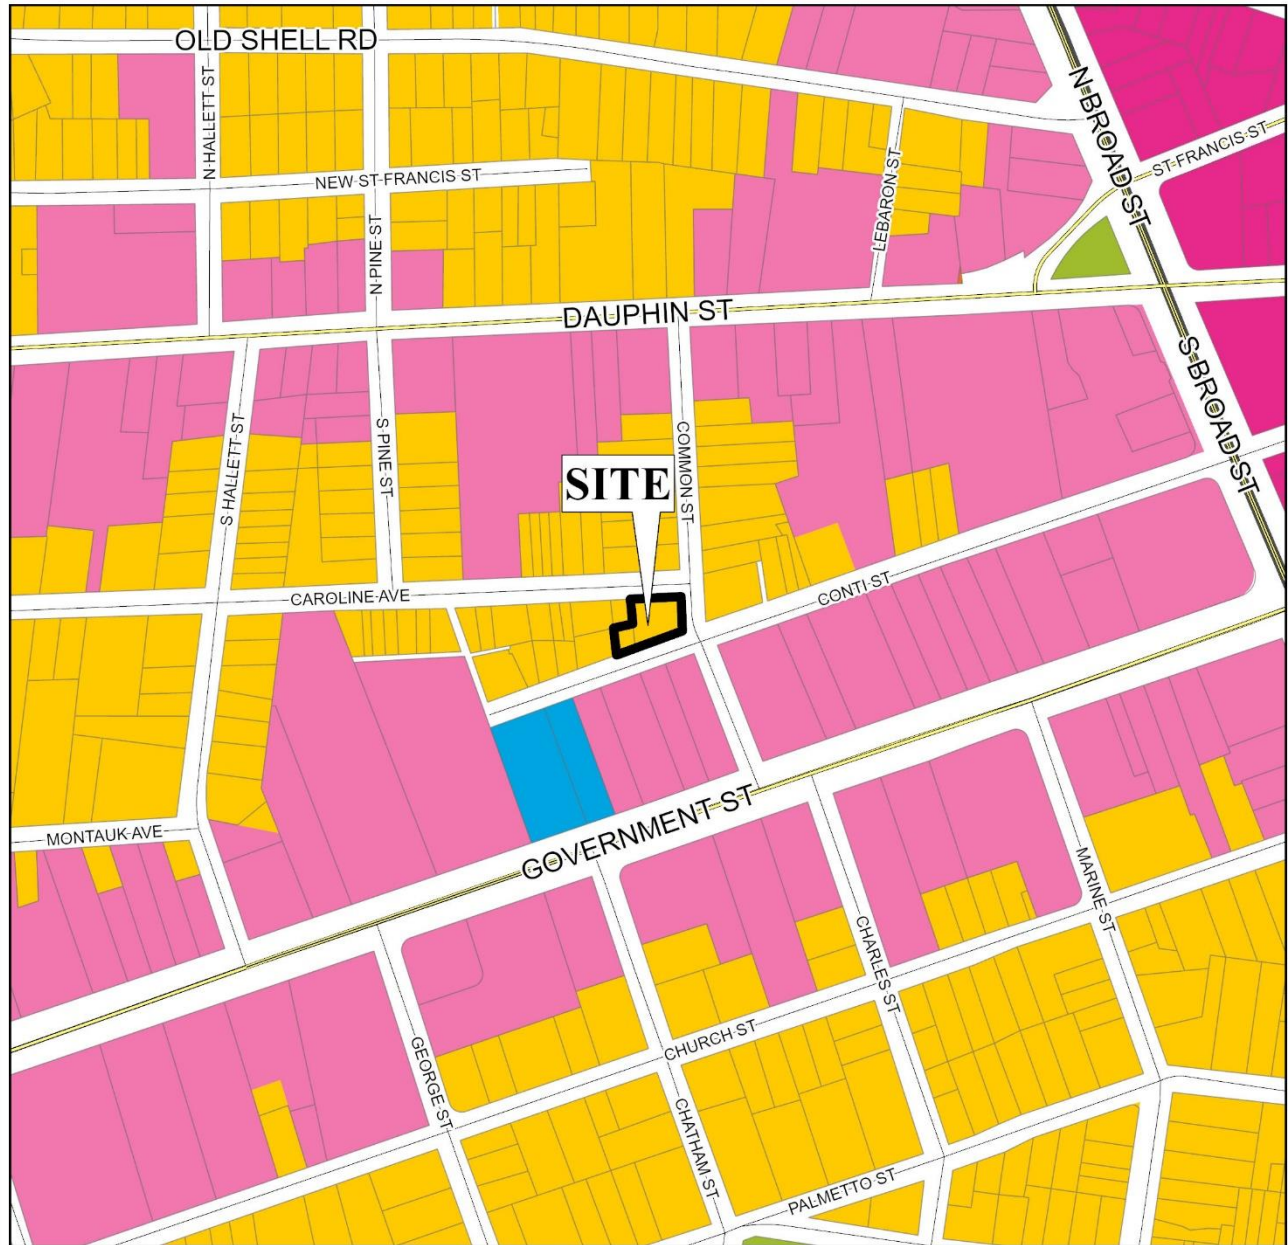 OLD SHELL RD
N HALLETT ST
N BROAD ST
ST FRANCIS ST
NEW ST FRANCIS ST
LEBARON ST
N PINE ST
DAUPHIN ST
S BROAD ST
S HALLETT ST
S PINE ST
COMMON ST
SITE
CAROLINE AVE
CONTI ST
MONTAUK AVE
GOVERNMENT ST
MARINE ST
CHARLES ST
CHURCH ST
GEORGE ST
CHATHAM ST
PALMETTO ST